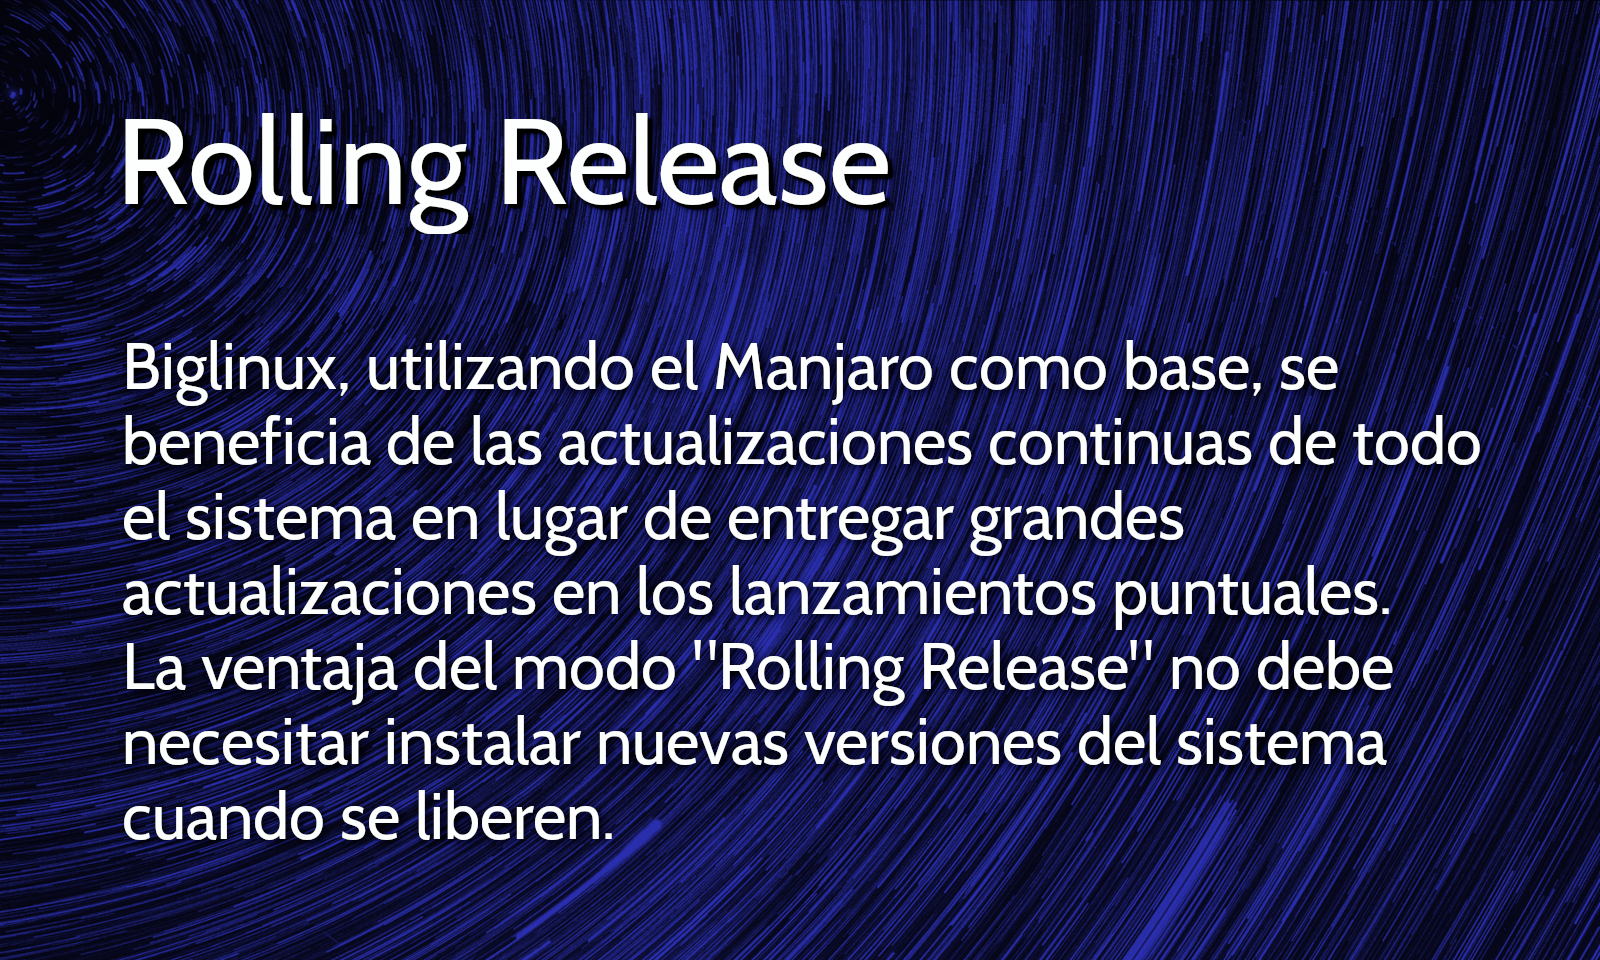 Rolling Release
Biglinux, utilizando el Manjaro como base, se
beneficia de las actualizaciones continuas de todo
el sistema en lugar de entregar grandes
actualizaciones en los lanzamientos puntuales.
La ventaja del modo "Rolling Release" no debe
necesitar instalar nuevas versiones del sistema
cuando se liberen.